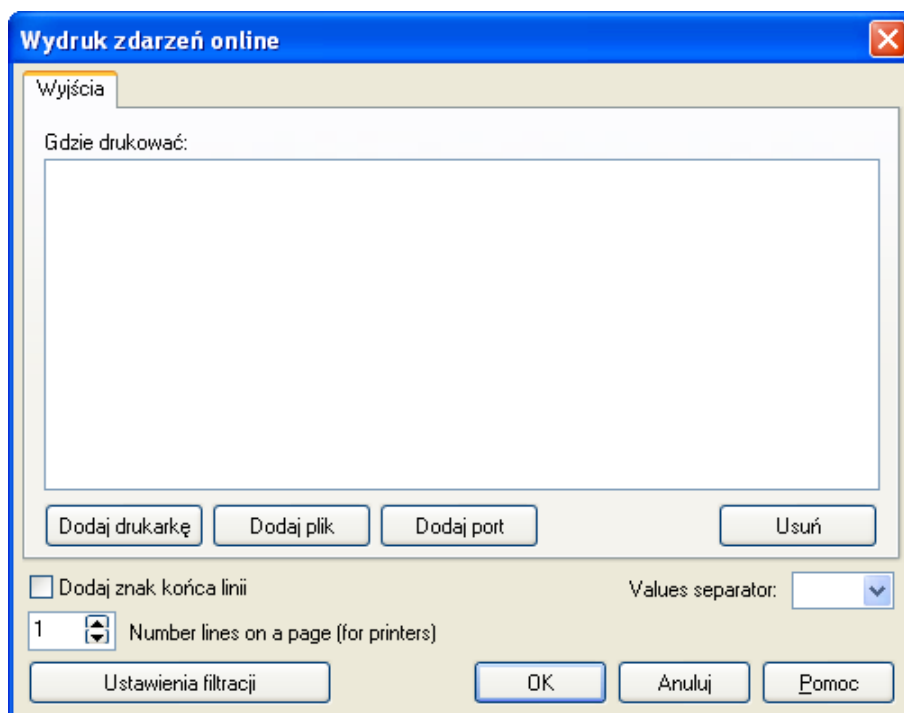 Wydruk zdarzeń online
Wyjścia
Gdzie drukować:
Dodaj drukarkę Dodaj plik Dodaj port Usuń
Dodaj znak końca linii Values separator:
1 Number lines on a page (for printers)
Ustawienia filtracji OK Anuluj Pomoc